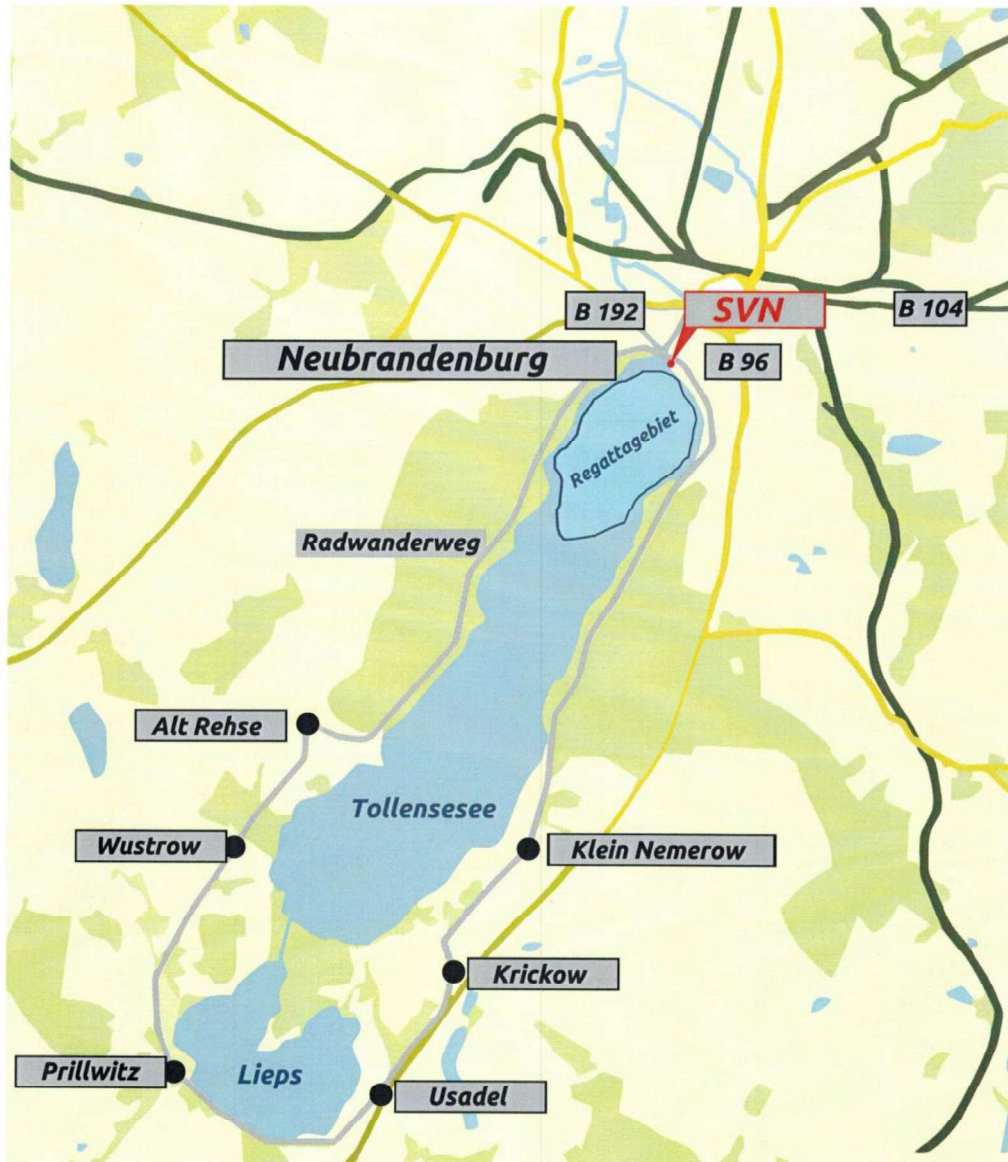 B 192
SVN
B 104
Neubrandenburg
B 96
Regattagebiet
Radwanderweg
Alt Rehse
Tollensesee
Wustrow
Klein Nemerow
Krickow
Prillwitz
Lieps
Usadel